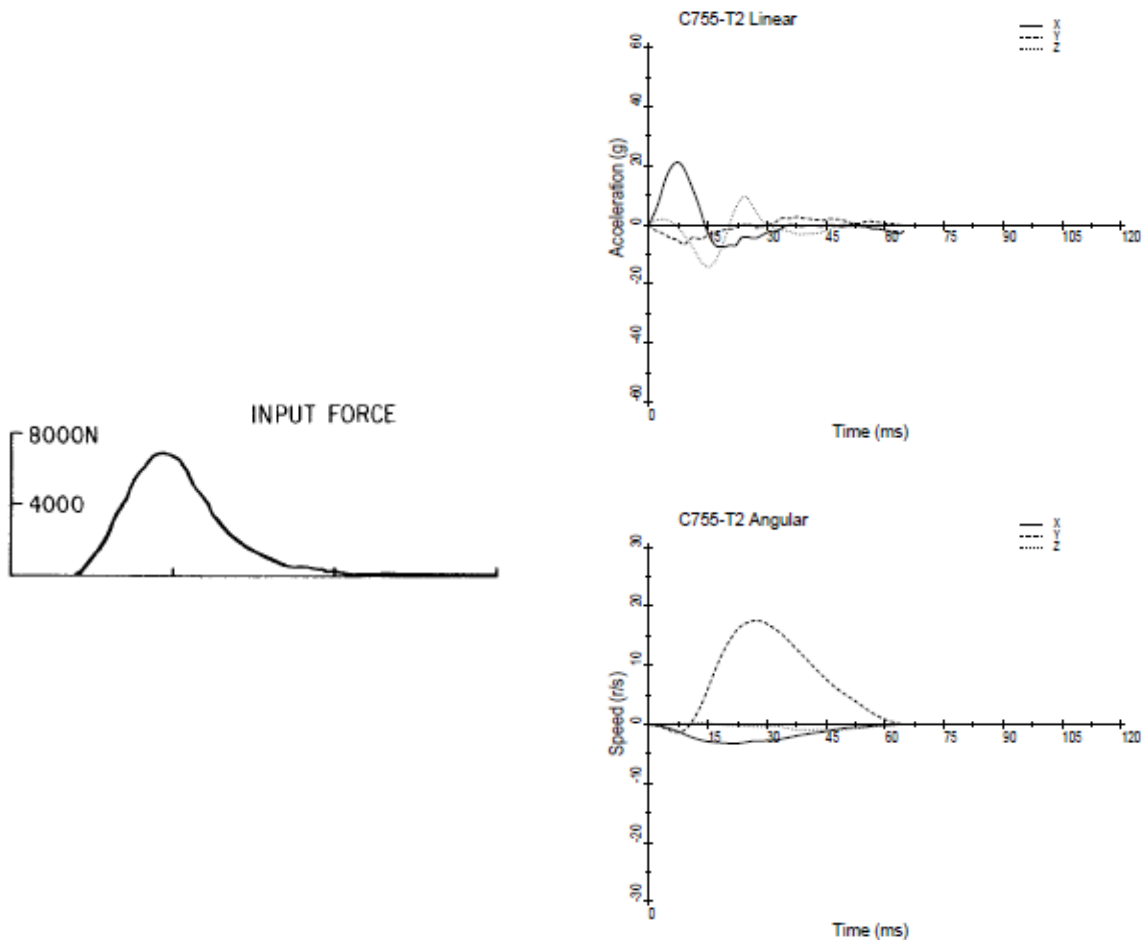 INPUT FORCE
8000N
4000
C755-T2 Linear
X
Y
Z
Acceleration (g)
60
40
20
0
-20
-40
-60
15 30 45 60 75 90 105 120
0
Time (ms)
C755-T2 Angular
X
Y
Z
Speed (r/s)
30
20
10
0
-10
-20
-30
15 30 45 60 75 90 105 120
0
Time (ms)